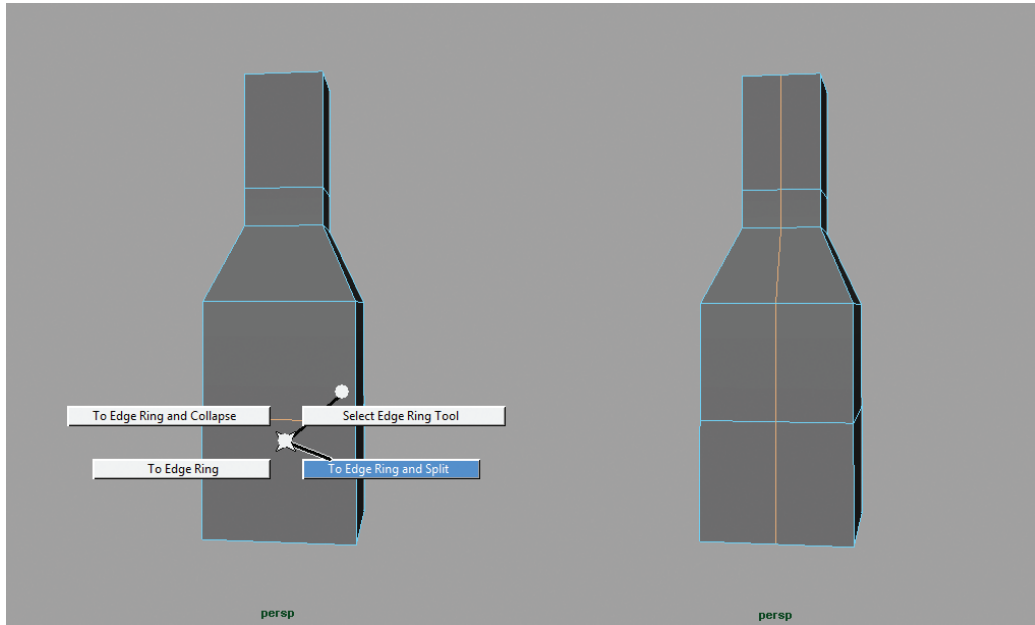 To Edge Ring and Collapse
Select Edge Ring Tool
To Edge Ring
To Edge Ring and Split
persp
persp